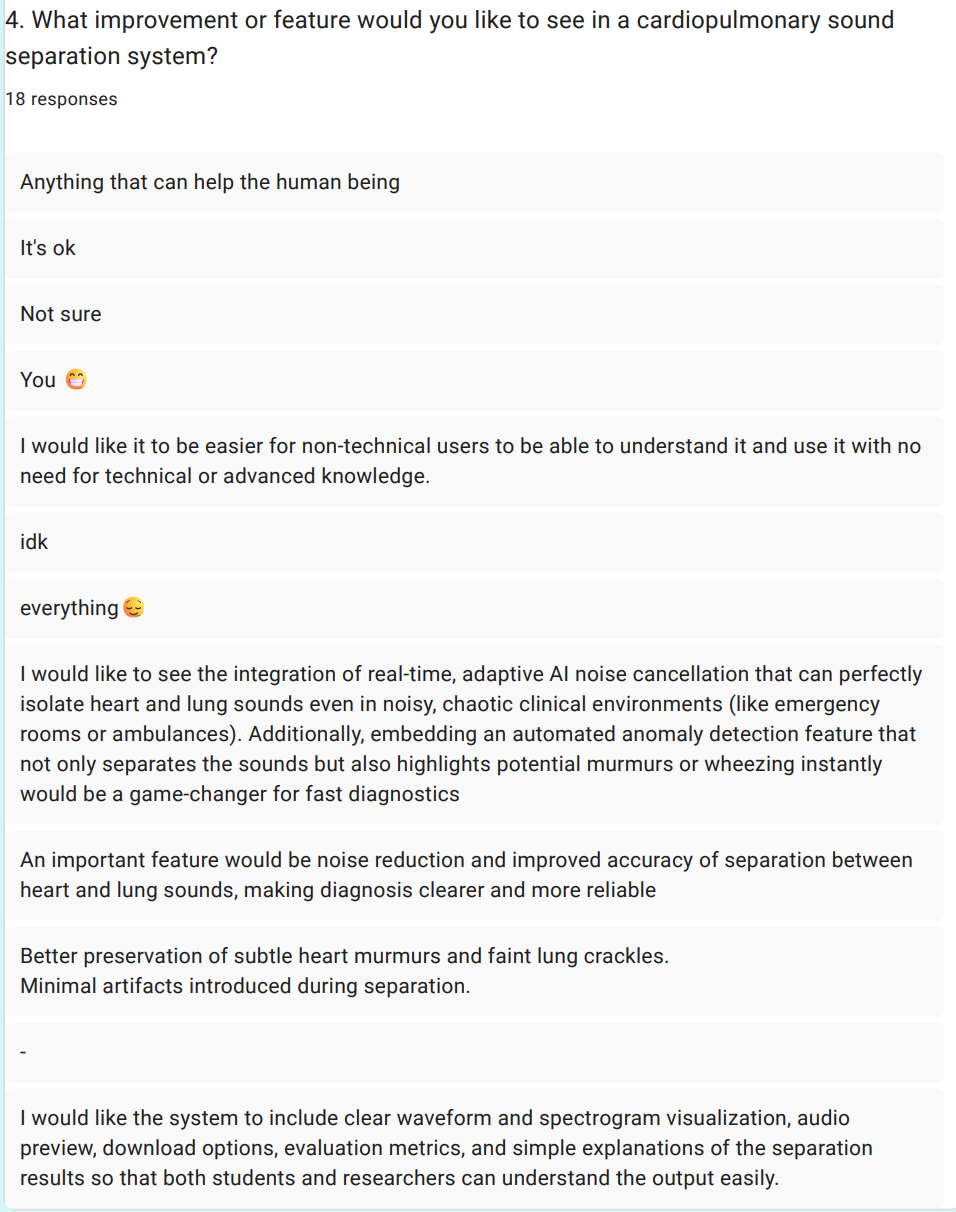 4. What improvement or feature would you like to see in a cardiopulmonary sound
separation system?
18 responses
Anything that can help the human being
It's ok
Not sure
You 😁
I would like it to be easier for non-technical users to be able to understand it and use it with no
need for technical or advanced knowledge.
idk
everything😌
I would like to see the integration of real-time, adaptive AI noise cancellation that can perfectly
isolate heart and lung sounds even in noisy, chaotic clinical environments (like emergency
rooms or ambulances). Additionally, embedding an automated anomaly detection feature that
not only separates the sounds but also highlights potential murmurs or wheezing instantly
would be a game-changer for fast diagnostics
An important feature would be noise reduction and improved accuracy of separation between
heart and lung sounds, making diagnosis clearer and more reliable
Better preservation of subtle heart murmurs and faint lung crackles.
Minimal artifacts introduced during separation.
-
I would like the system to include clear waveform and spectrogram visualization, audio
preview, download options, evaluation metrics, and simple explanations of the separation
results so that both students and researchers can understand the output easily.